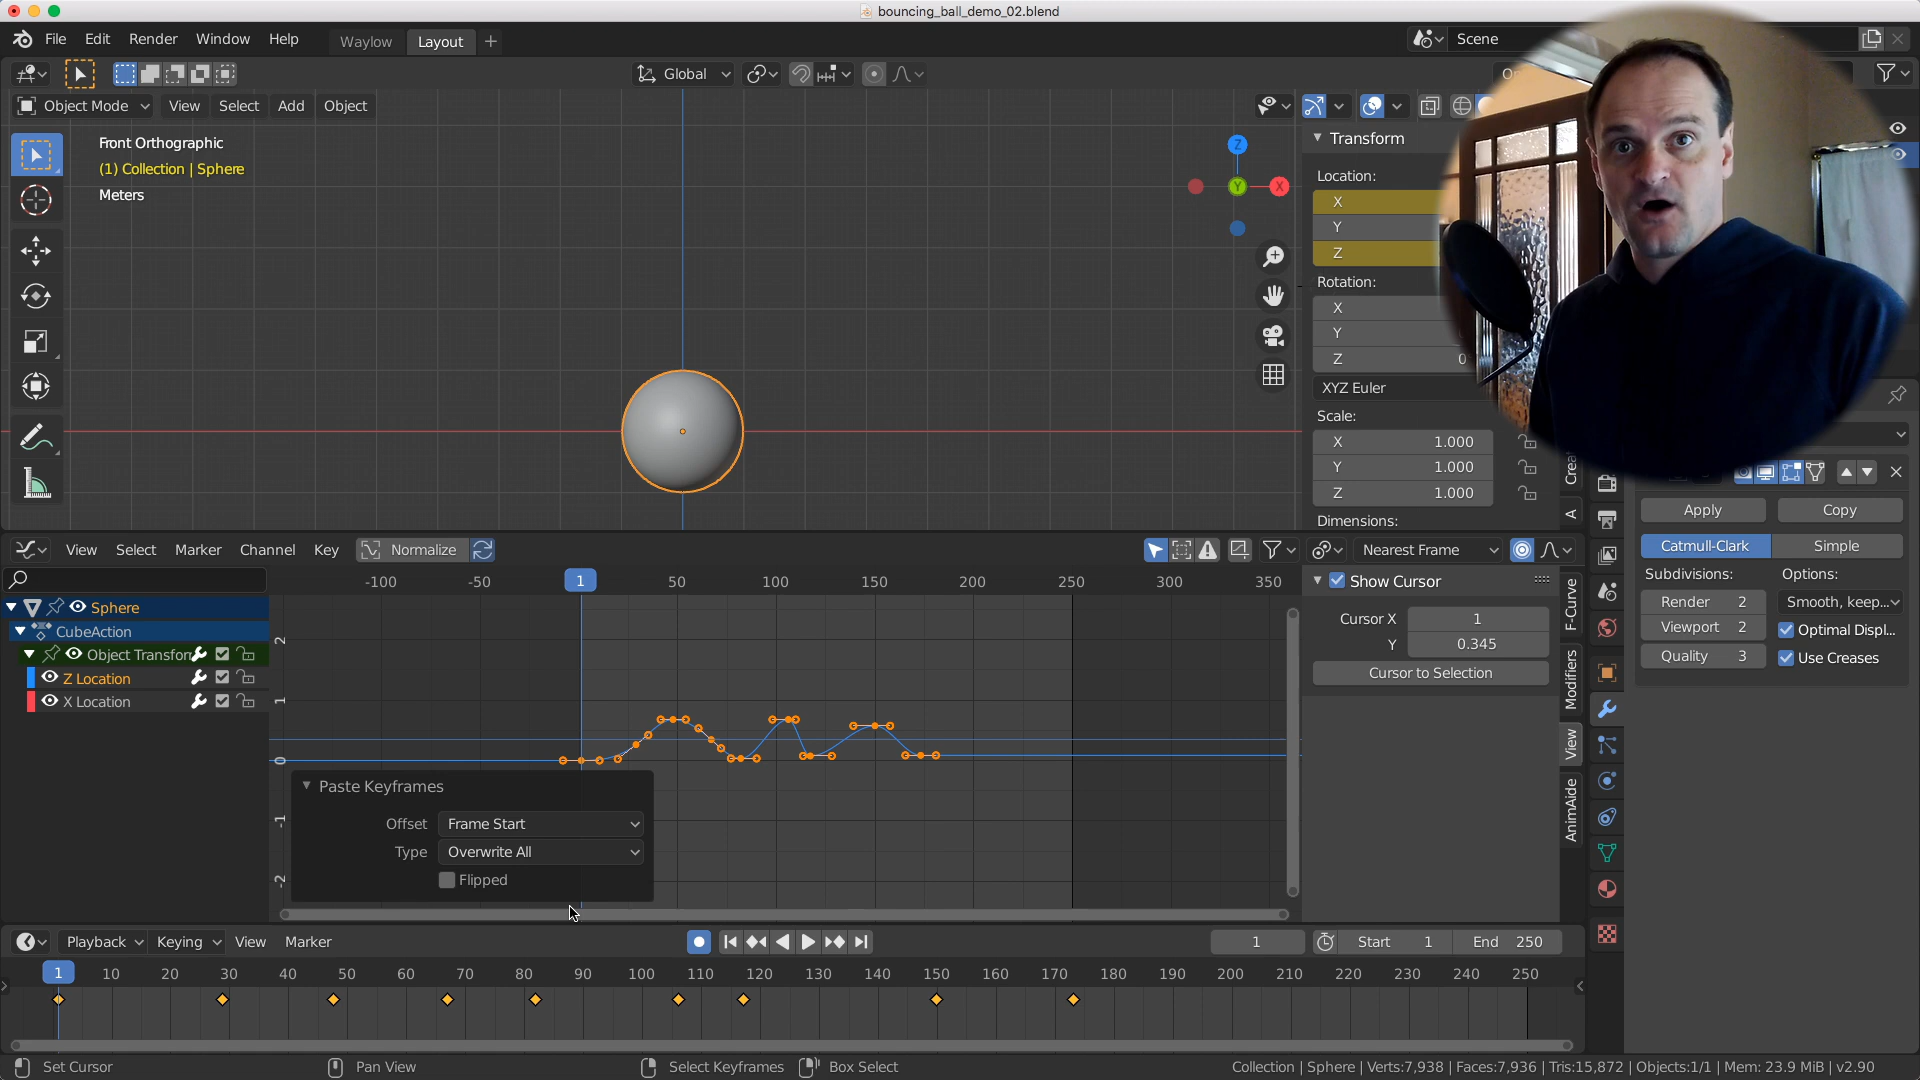 bouncing_ball_demo_02.blend
File Edit Render Window Help Waylow Layout + Scene
Global
Object Mode View Select Add Object
Front Orthographic
(1) Collection | Sphere
Meters
Z
Y X
Transform
Location:
X
Y
Z
Rotation:
X
Y
Z 0
XYZ Euler
Scale:
X 1.000
Y 1.000
Z 1.000
Dimensions:
A
Apply Copy
Catmull-Clark Simple
Subdivisions: Options:
Render 2 Smooth, keep...
Viewport 2 Optimal Displ...
Quality 3 Use Creases
View Select Marker Channel Key Normalize Nearest Frame
-100 -50 1 50 100 150 200 250 300 350
Sphere
CubeAction
Object Transfor
Z Location
X Location
2
1
0
-1
-2
Show Cursor
Cursor X 1
Y 0.345
Cursor to Selection
F-Curve
Modifiers
View
AnimAide
Paste Keyframes
Offset Frame Start
Type Overwrite All
Flipped
Playback Keying View Marker 1 Start 1 End 250
1 10 20 30 40 50 60 70 80 90 100 110 120 130 140 150 160 170 180 190 200 210 220 230 240 250
Set Cursor Pan View Select Keyframes Box Select Collection | Sphere | Verts:7,938 | Faces:7,936 | Tris:15,872 | Objects:1/1 | Mem: 23.9 MiB | v2.90